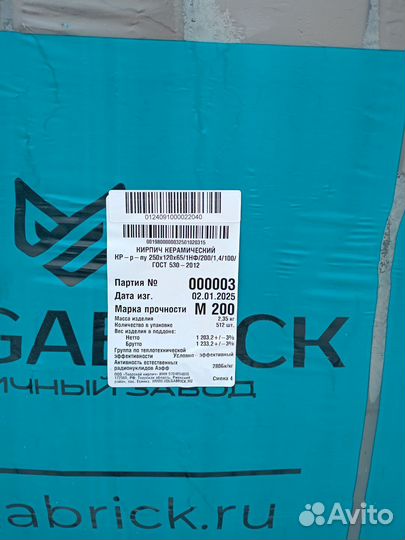 0124091000022040
00198000000032501020315
КИРПИЧ КЕРАМИЧЕСКИЙ
КР-р-пу 250х120х65/1НФ/200/1,4/100/
ГОСТ 530-2012
Партия № 000003
Дата изг. 02.01.2025
Марка прочности М 200
Масса изделия 2,35 кг
Количество в упаковке 512 шт.
Вес изделия в поддоне:
Нетто 1 203,2 +/-3%
Брутто 1 233,2 +/-3%
Группа по теплотехнической
эффективности Условно - эффективный
Активность естественных
радионуклидов Аэфф
Смена 4
GABRICK
ИЧНЫЙ ЗАВОД
abrick.ru
Avito